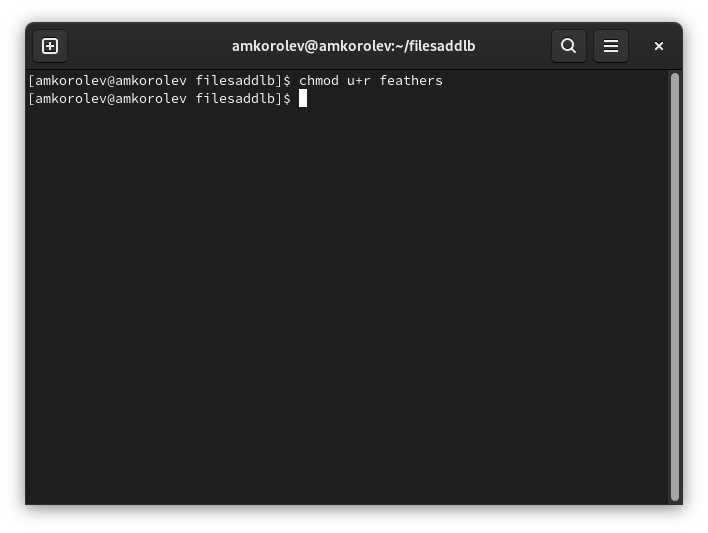 amkorolev@amkorolev:~/filesaddlb
[amkorolev@amkorolev filesaddlb]$ chmod u+r feathers
[amkorolev@amkorolev filesaddlb]$